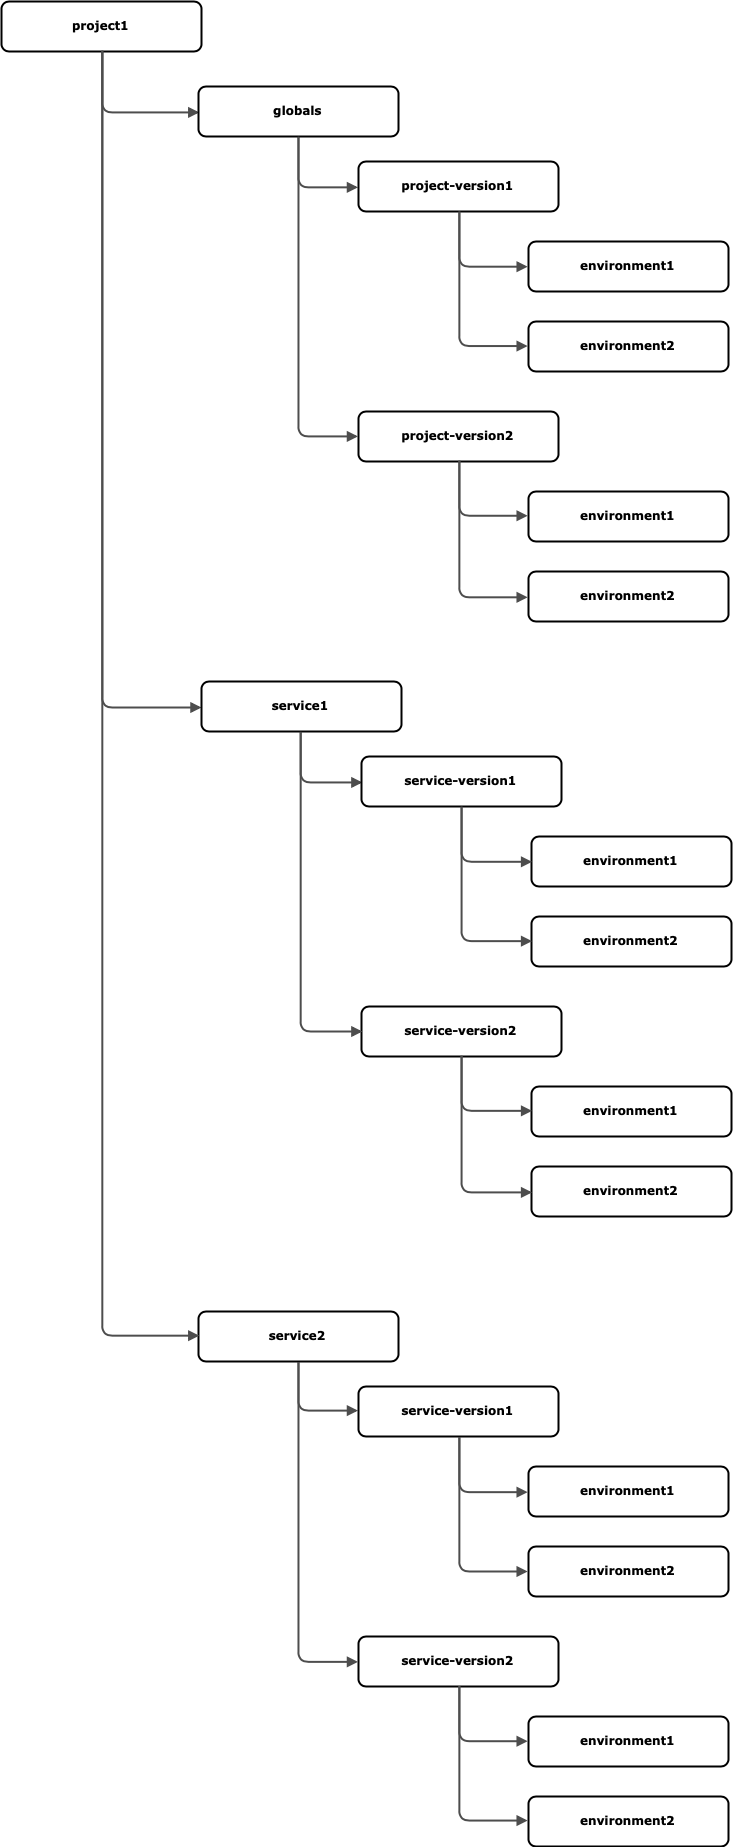 project1
globals
project-version1
environment1
environment2
project-version2
environment1
environment2
service1
service-version1
environment1
environment2
service-version2
environment1
environment2
service2
service-version1
environment1
environment2
service-version2
environment1
environment2